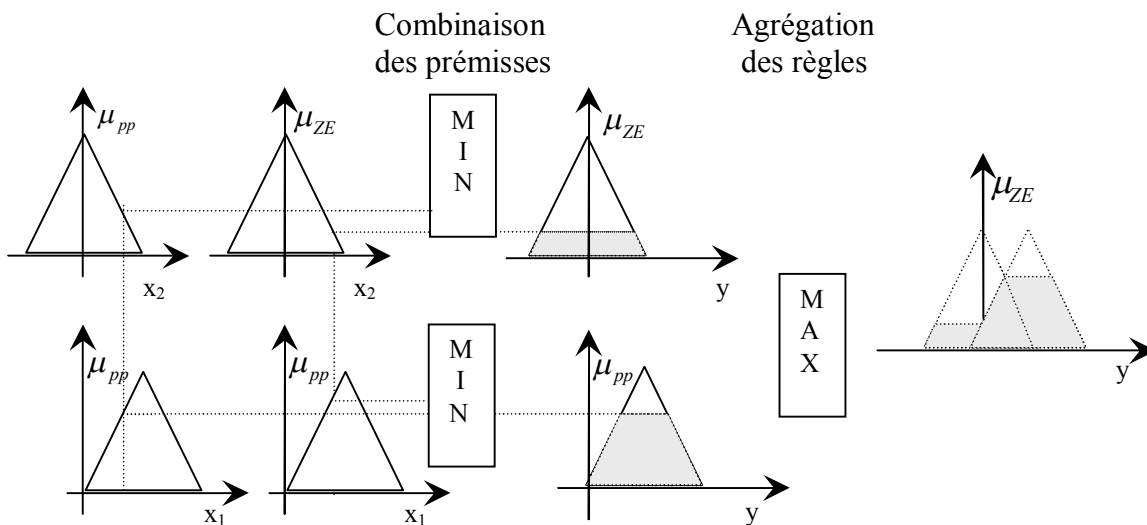 Combinaison
des prémisses
Agrégation
des règles
μpp
μZE
M
I
N
μZE
x2
x2
y
μZE
M
A
X
y
μpp
μpp
M
I
N
μpp
x1
x1
y